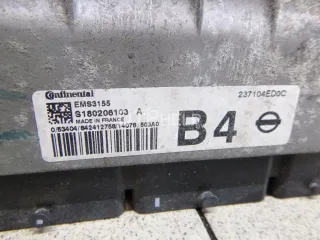 Continental
EMS3155
S180206103 A
MADE IN FRANCE
237104ED0C
B4